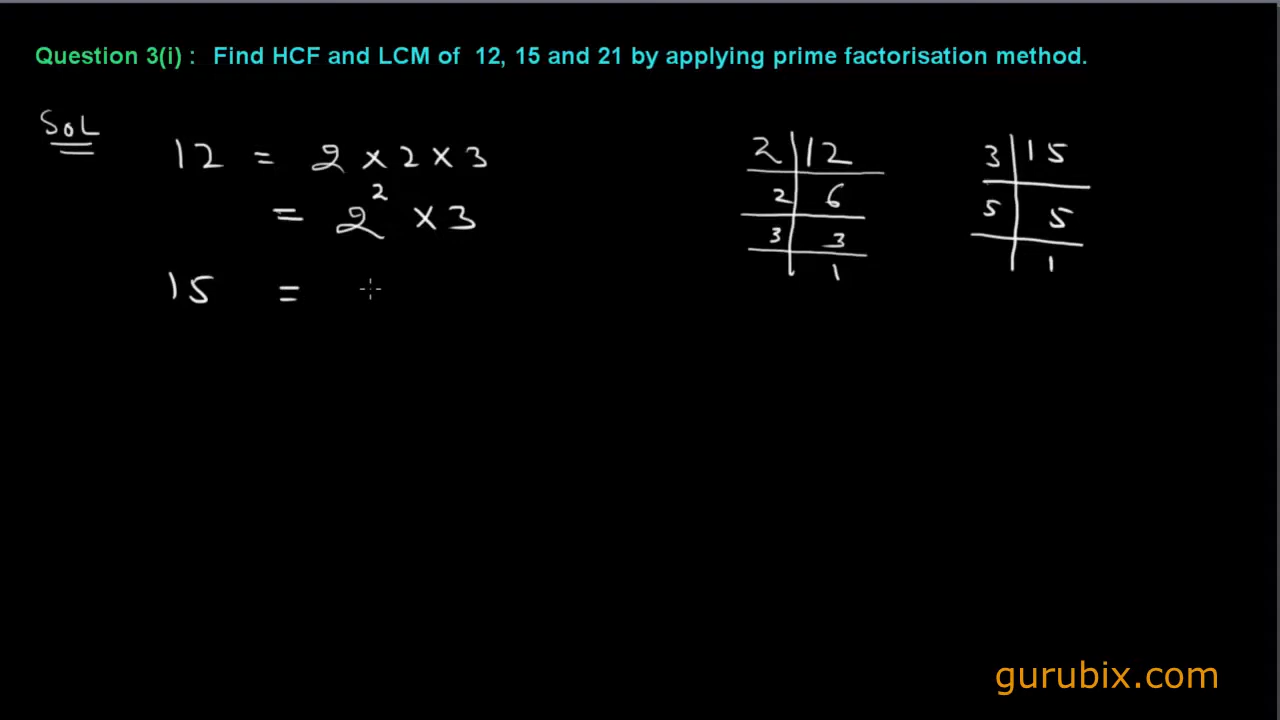 Question 3(i) : Find HCF and LCM of 12, 15 and 21 by applying prime factorisation method.
SOL
12 = 2 × 2 × 3
= 2² × 3
15 =
2 | 12
2 | 6
3 | 3
| 1
3 | 15
5 | 5
| 1
gurubix.com